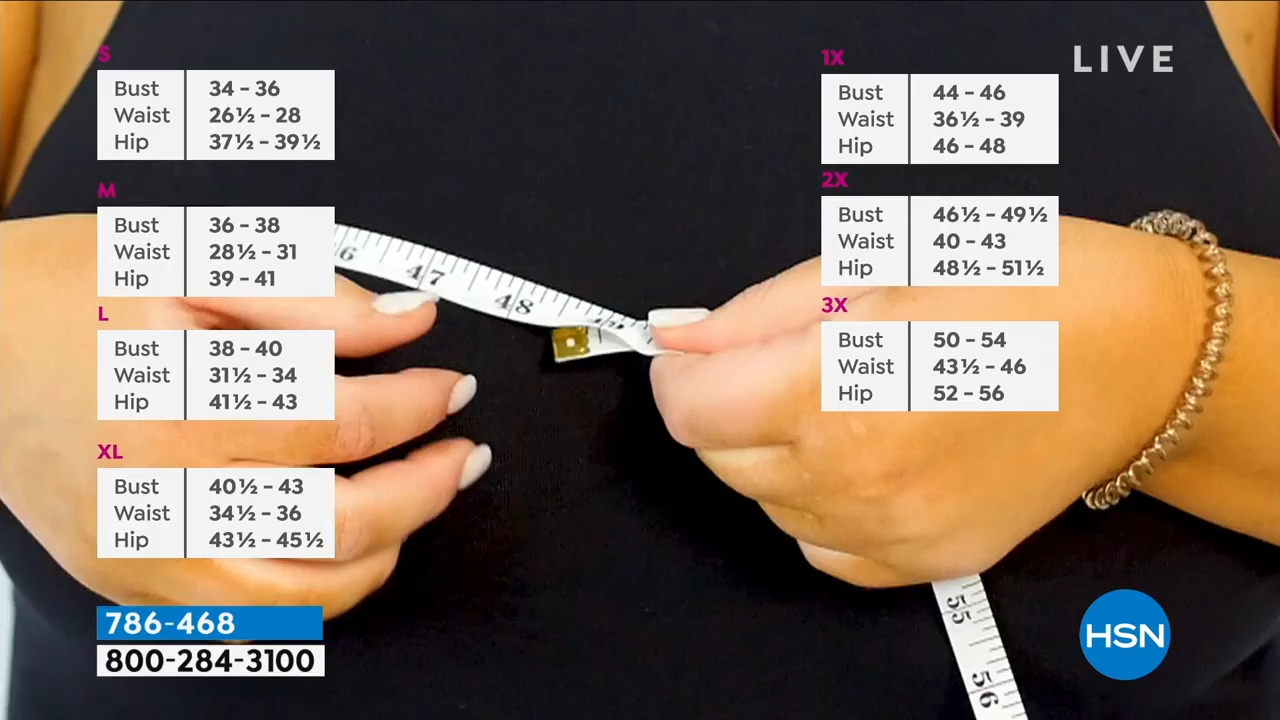 S
Bust 34 – 36
Waist 26½ – 28
Hip 37½ – 39½
M
Bust 36 – 38
Waist 28½ – 31
Hip 39 – 41
L
Bust 38 – 40
Waist 31½ – 34
Hip 41½ – 43
XL
Bust 40½ – 43
Waist 34½ – 36
Hip 43½ – 45½
786-468
800-284-3100
1X
Bust 44 – 46
Waist 36½ – 39
Hip 46 – 48
2X
Bust 46½ – 49½
Waist 40 – 43
Hip 48½ – 51½
3X
Bust 50 – 54
Waist 43½ – 46
Hip 52 – 56
LIVE
HSN
6
47
48
55
56